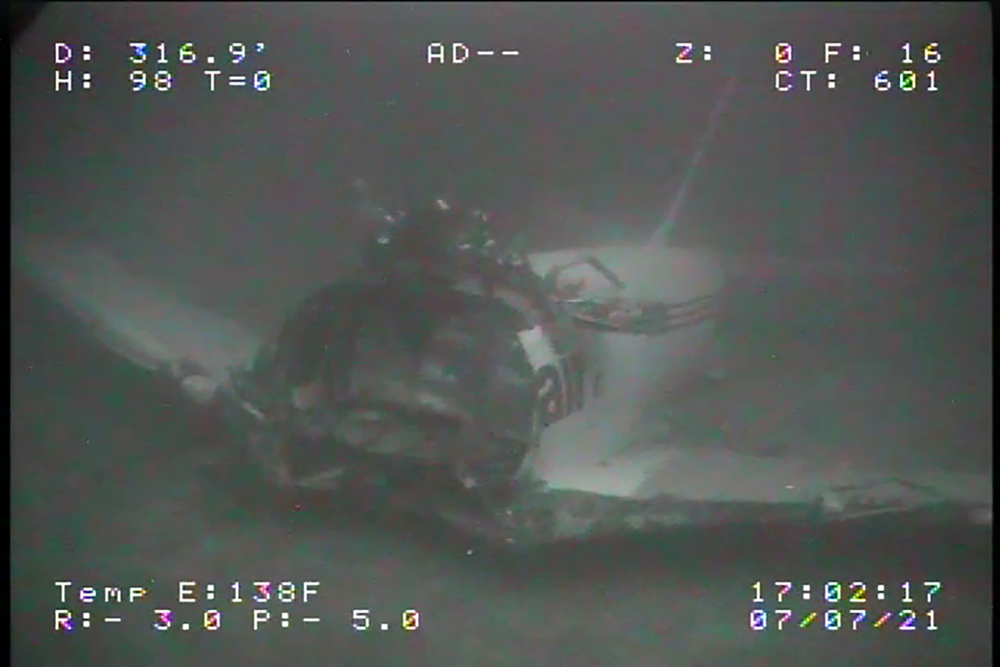 D: 316.9' AD-- Z: 0 F: 16
H: 98 T=0 CT: 601
Temp E:138F 17:02:17
R:- 3.0 P:- 5.0 07/07/21